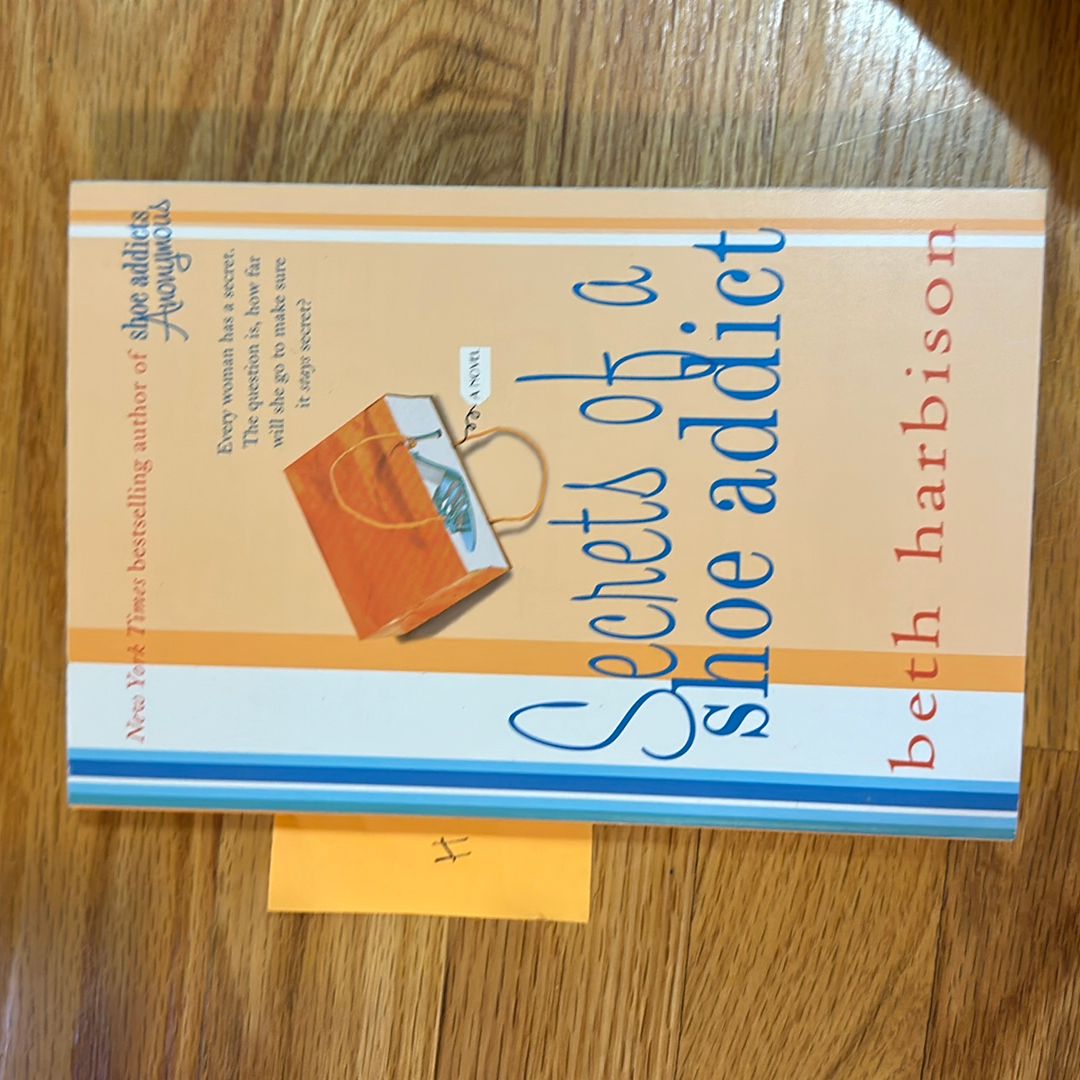 New York Times bestselling author of shoe addicts
Anonymous
Every woman has a secret.
The question is, how far
will she go to make sure
it stays secret?
A NOVEL
Secrets of a
shoe addict
beth harbison
H